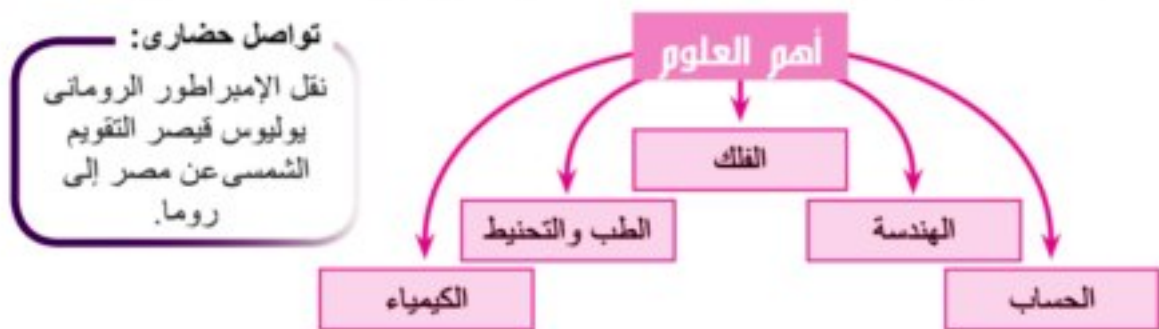 أهم العلوم
الحساب
الهندسة
الفلك
الطب والتحنيط
الكيمياء
تواصل حضارى:
نقل الإمبراطور الرومانى
يوليوس قيصر التقويم
الشمسى عن مصر إلى
روما.